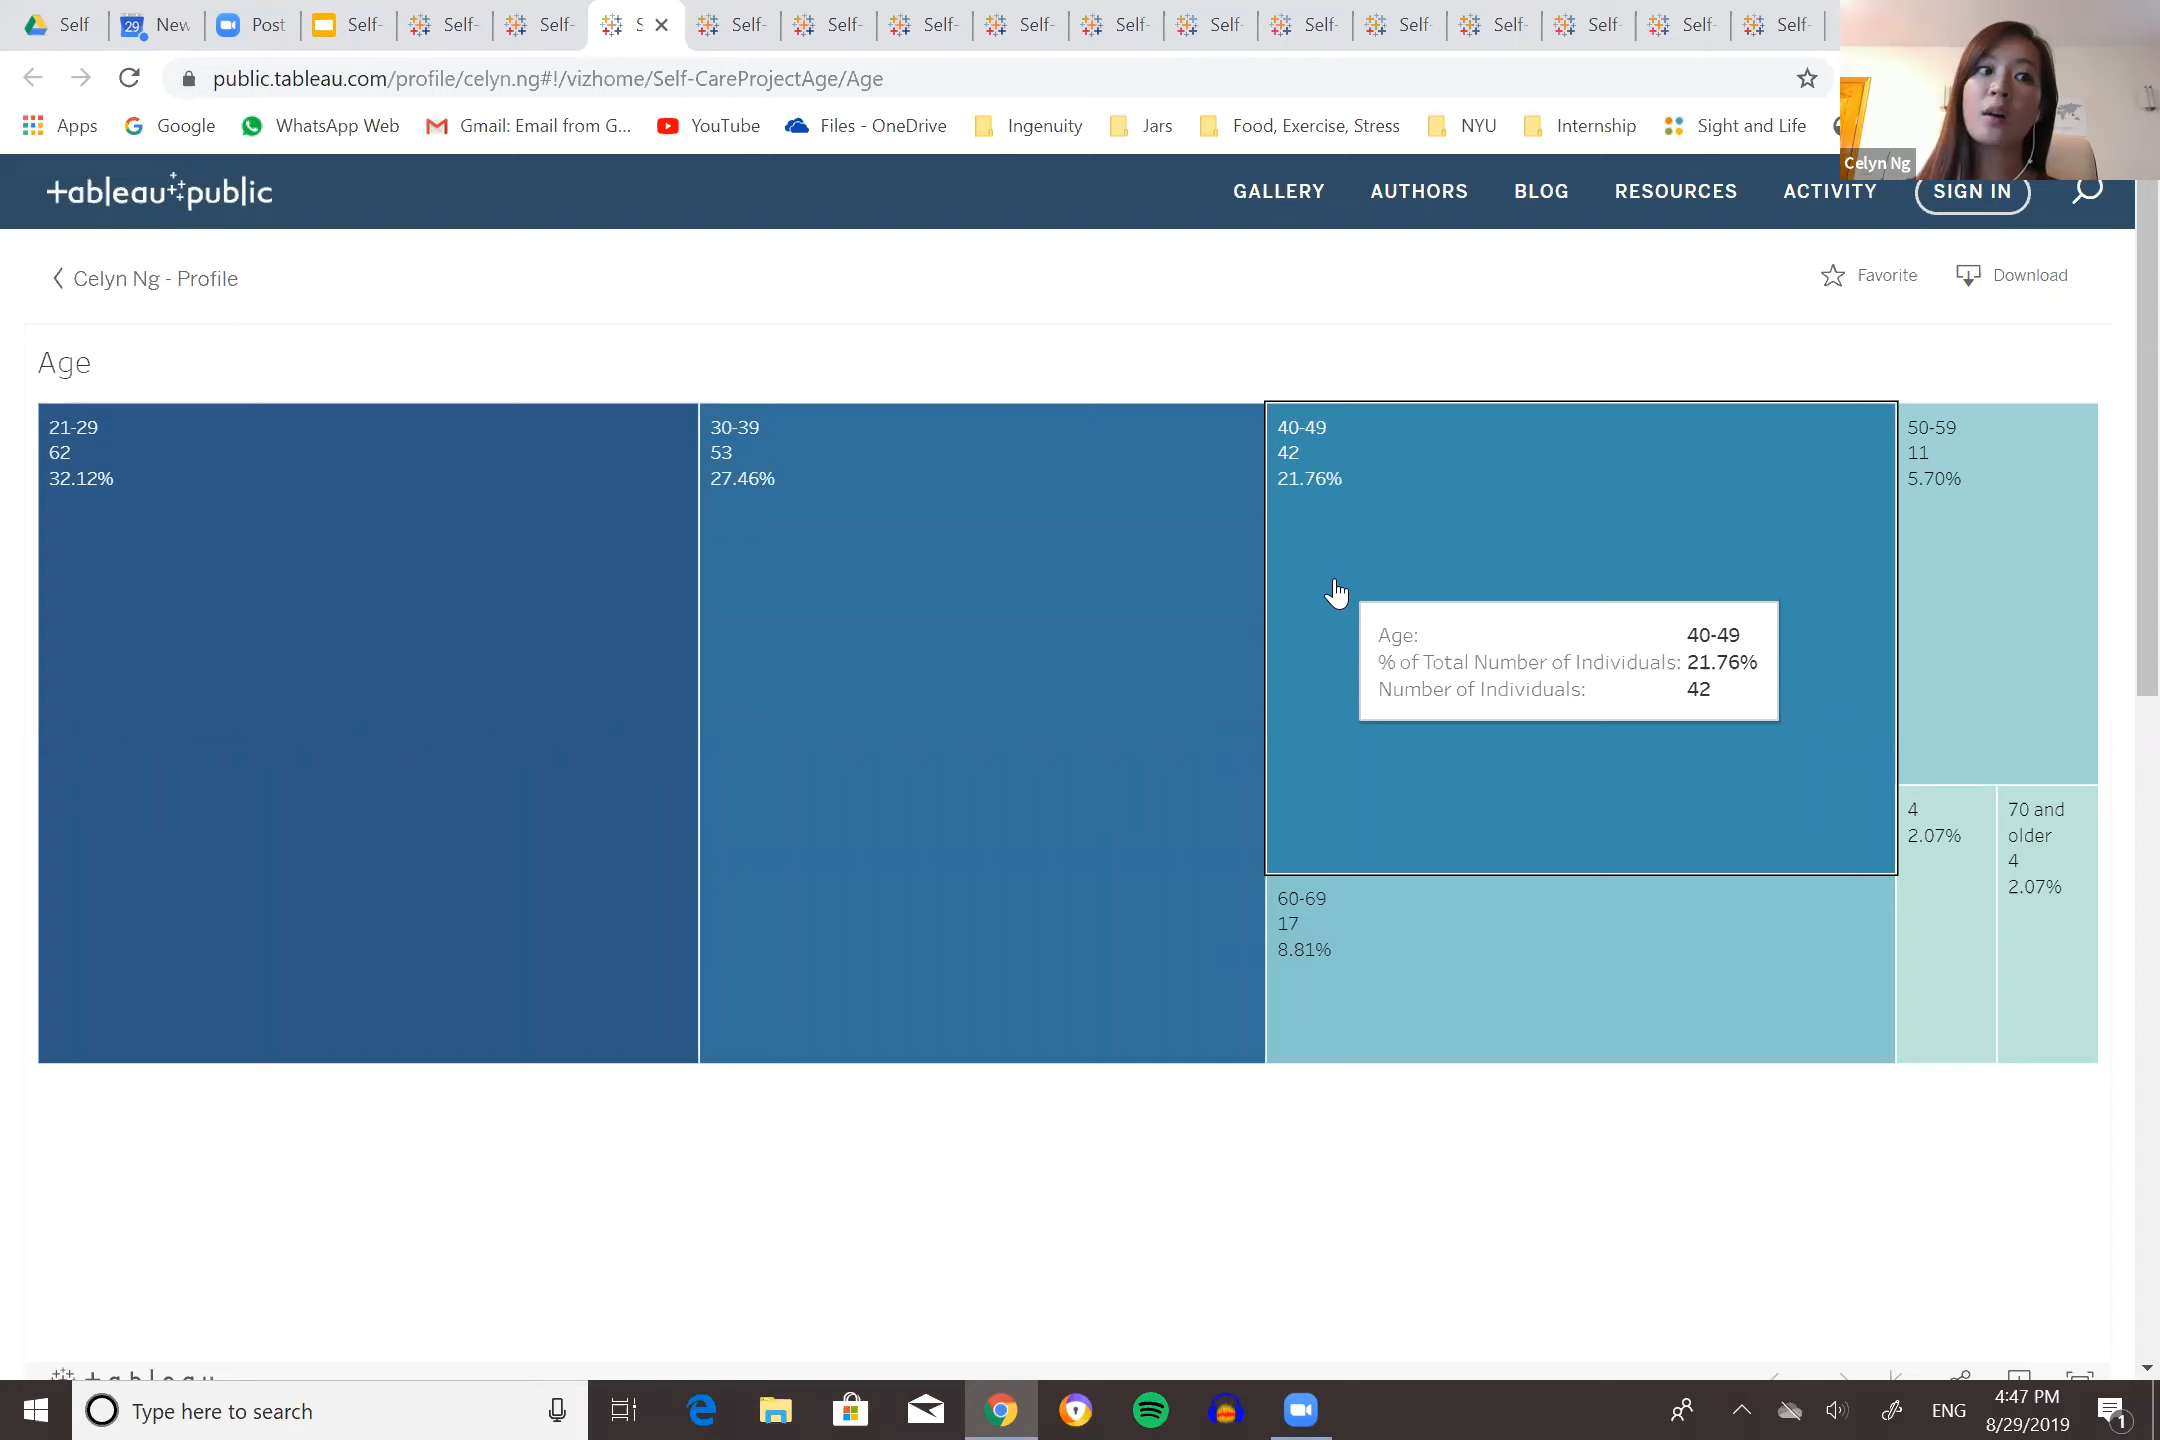 Self
29
New
Post
Self-
Self-
Self-
S
Self-
Self-
Self-
Self-
Self-
Self-
Self-
Self-
Self-
Self-
Self-
Self-
public.tableau.com/profile/celyn.ng#!/vizhome/Self-CareProjectAge/Age
Apps
Google
WhatsApp Web
Gmail: Email from G...
YouTube
Files - OneDrive
Ingenuity
Jars
Food, Exercise, Stress
NYU
Internship
Sight and Life
Celyn Ng
tableau public
GALLERY
AUTHORS
BLOG
RESOURCES
ACTIVITY
SIGN IN
Celyn Ng - Profile
Favorite
Download
Age
21-29
62
32.12%
30-39
53
27.46%
40-49
42
21.76%
50-59
11
5.70%
Age: 40-49
% of Total Number of Individuals: 21.76%
Number of Individuals: 42
4
2.07%
70 and
older
4
2.07%
60-69
17
8.81%
tableau
Type here to search
ENG
4:47 PM
8/29/2019
1